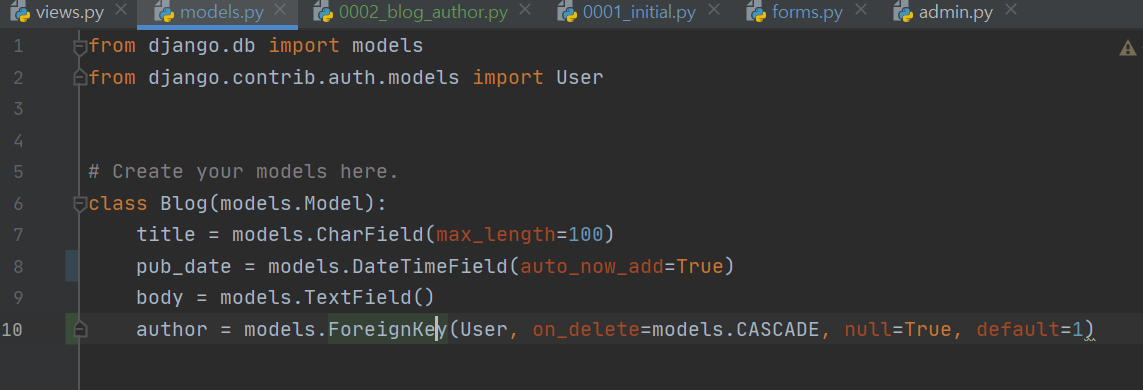 views.py models.py 0002_blog_author.py 0001_initial.py forms.py admin.py
1 from django.db import models
2 from django.contrib.auth.models import User
3
4
5 # Create your models here.
6 class Blog(models.Model):
7     title = models.CharField(max_length=100)
8     pub_date = models.DateTimeField(auto_now_add=True)
9     body = models.TextField()
10     author = models.ForeignKey(User, on_delete=models.CASCADE, null=True, default=1)